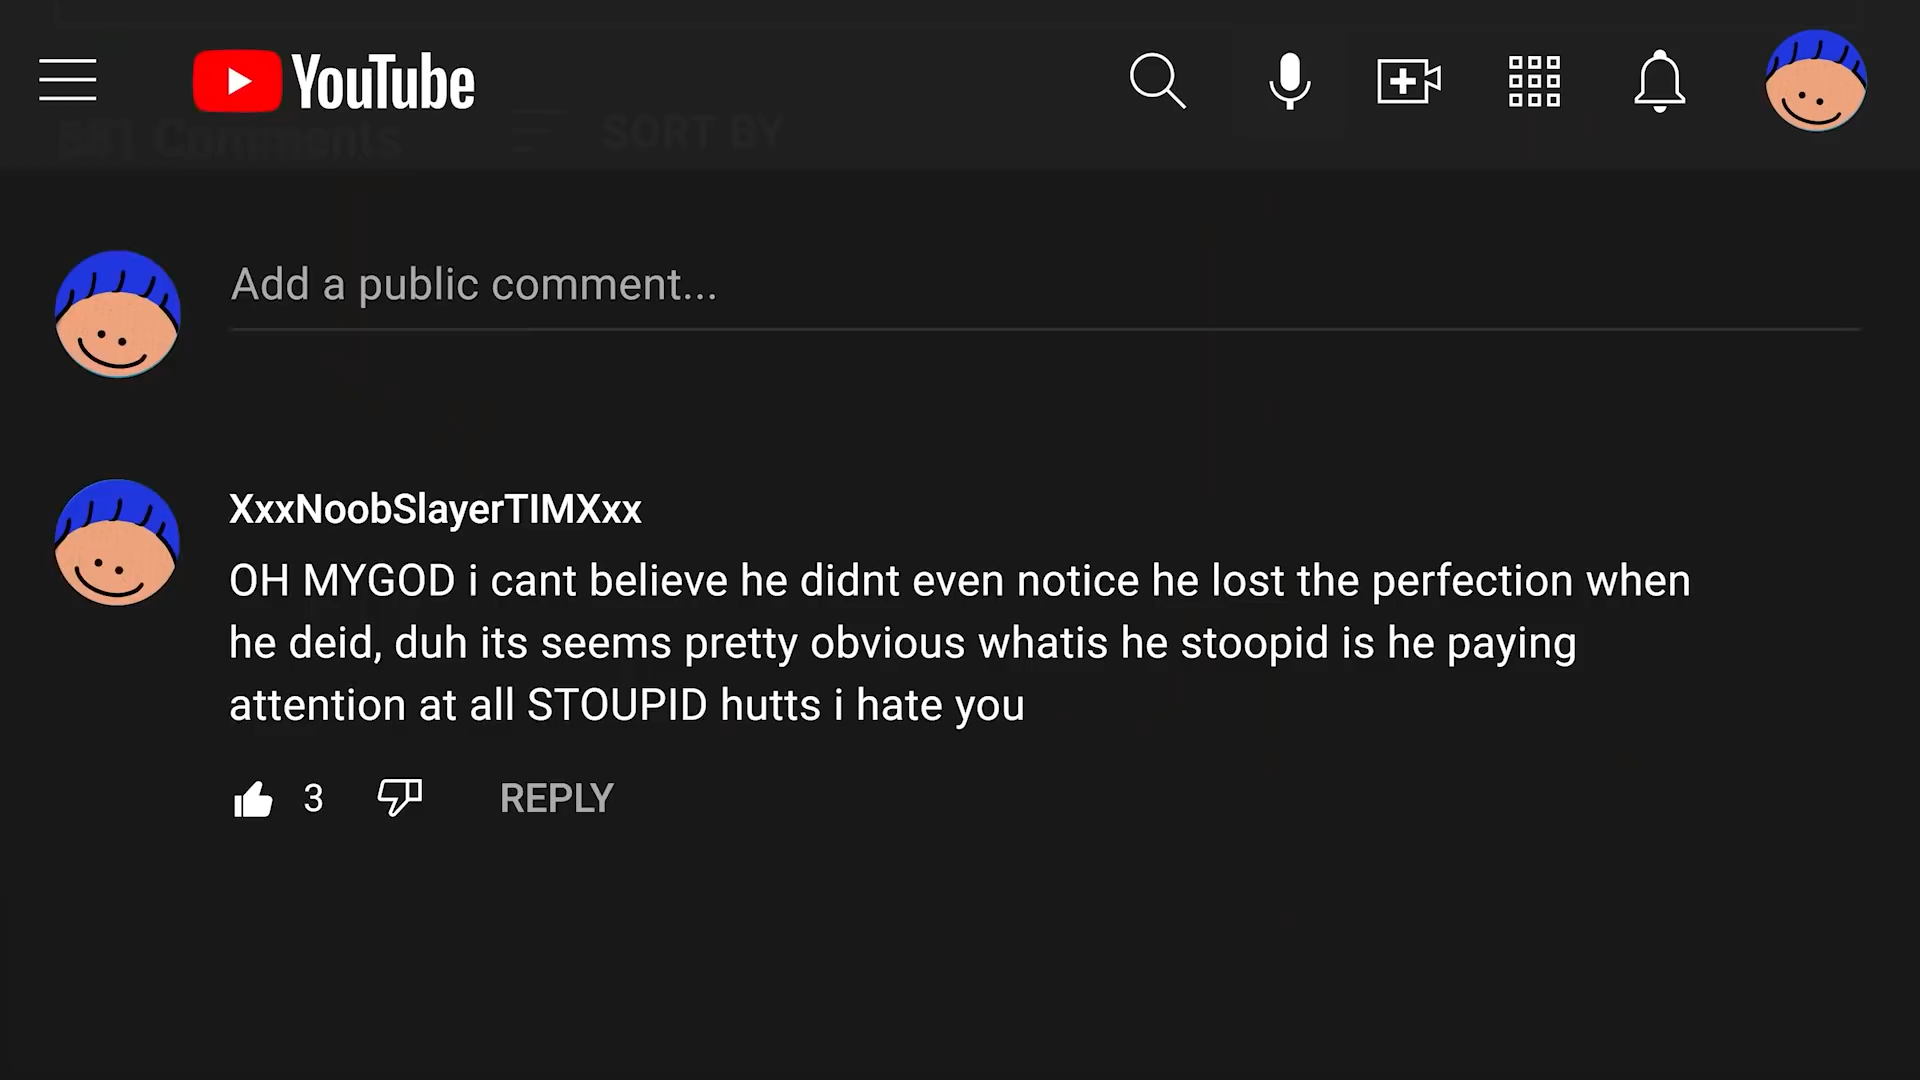 YouTube
Comments
SORT BY
Add a public comment...
XxxNoobSlayerTIMXxx
OH MYGOD i cant believe he didnt even notice he lost the perfection when
he deid, duh its seems pretty obvious whatis he stoopid is he paying
attention at all STOUPID hutts i hate you
3
REPLY